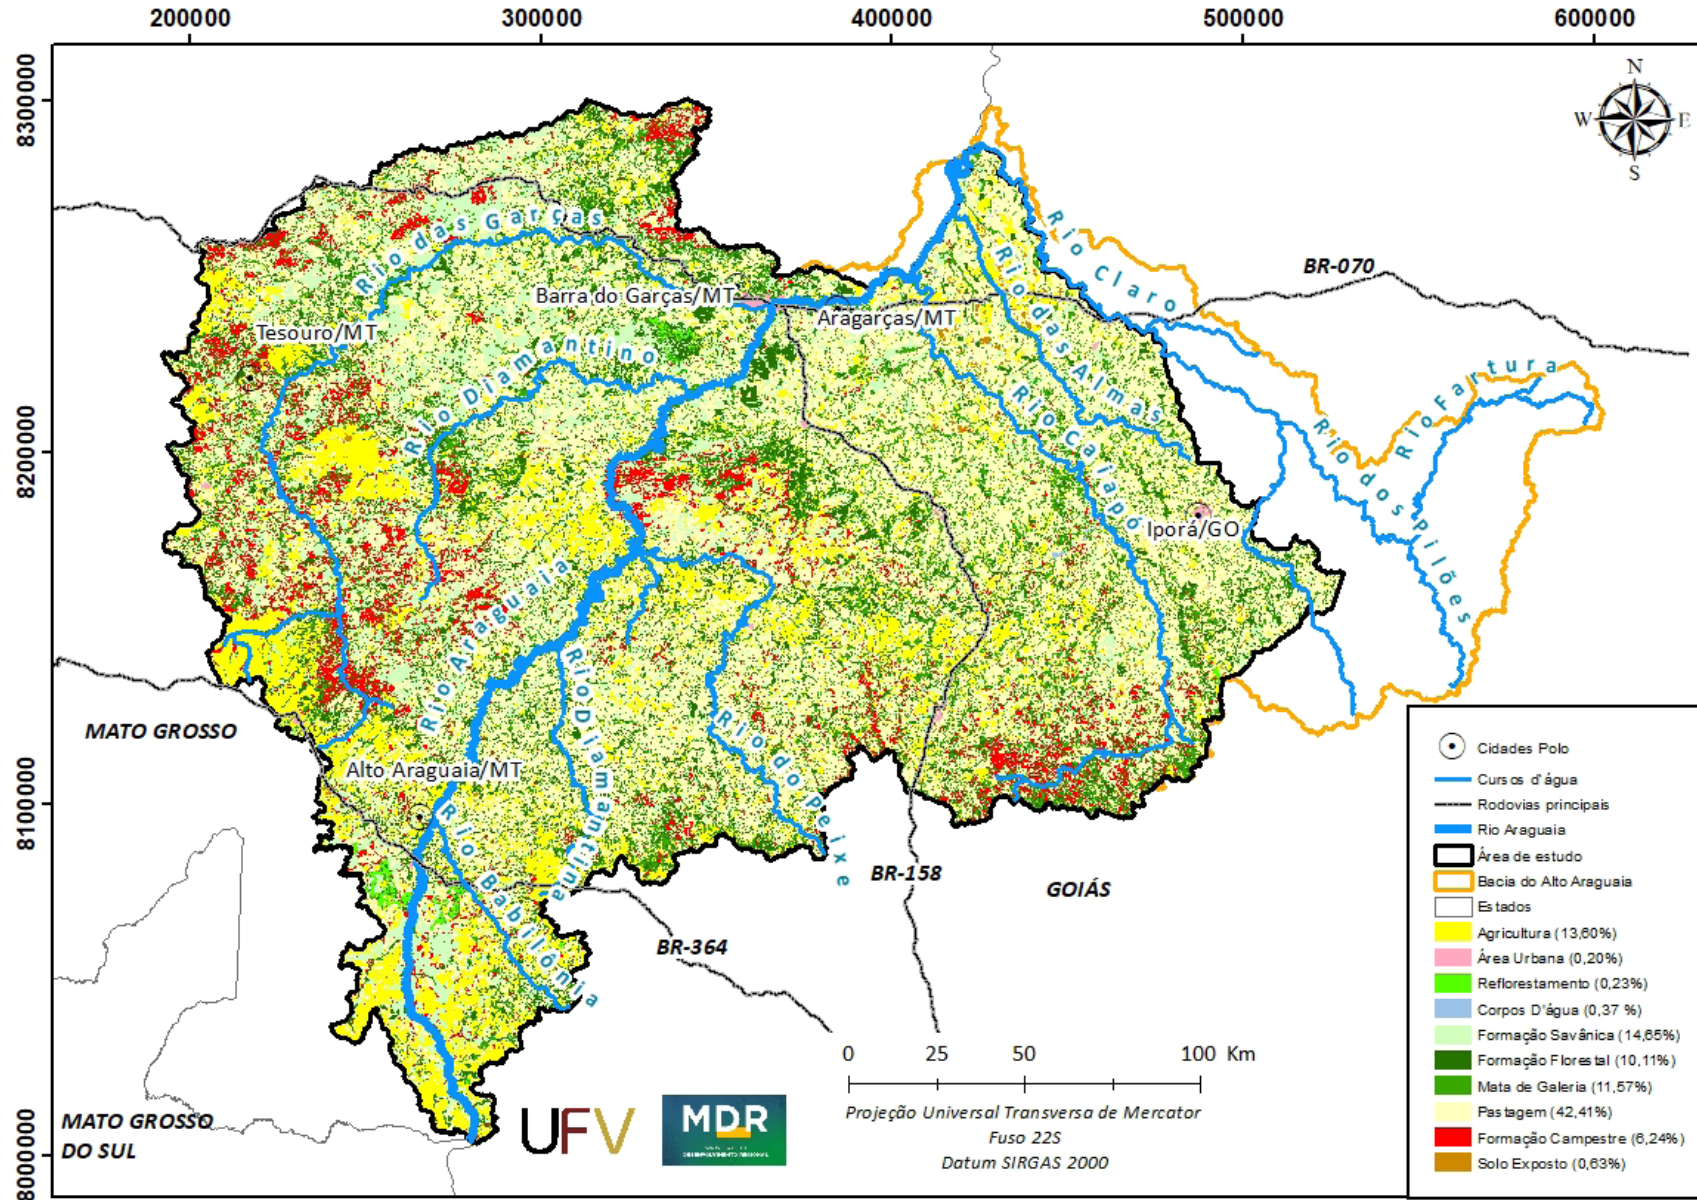 200000
300000
400000
500000
600000
8300000
8200000
8100000
8000000
N
W
E
S
Rio das Garças
Rio Claro
BR-070
Barra do Garças/MT
Aragarças/MT
Tesouro/MT
Rio das Almas
Rio Diamantino
Rio Fartura
Rio Caiapó
Rio dos Pilões
Iporá/GO
Rio Araguaia
Rio Diamantina
MATO GROSSO
Rio do Peixe
Alto Araguaia/MT
Rio Babilônia
BR-158
GOIÁS
BR-364
MATO GROSSO
DO SUL
Cidades Polo
Cursos d'água
Rodovias principais
Rio Araguaia
Área de estudo
Bacia do Alto Araguaia
Estados
Agricultura (13,60%)
Área Urbana (0,20%)
Reflorestamento (0,23%)
Corpos D'água (0,37 %)
Formação Savânica (14,65%)
Formação Florestal (10,11%)
Mata de Galeria (11,57%)
Pastagem (42,41%)
Formação Campestre (6,24%)
Solo Exposto (0,63%)
0 25 50 100 Km
Projeção Universal Transversa de Mercator
Fuso 22S
Datum SIRGAS 2000
UFV
MDR
DESENVOLVIMENTO REGIONAL